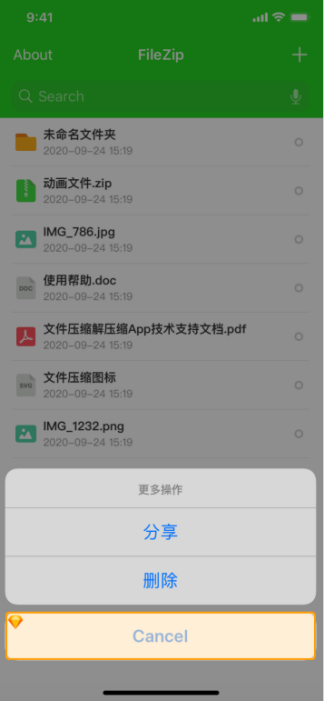 9:41
About
FileZip
Search
未命名文件夹
2020-09-24 15:19
动画文件.zip
2020-09-24 15:19
IMG_786.jpg
2020-09-24 15:19
DOC
使用帮助.doc
2020-09-24 15:19
文件压缩解压缩App技术支持文档.pdf
2020-09-24 15:19
SVG
文件压缩图标
2020-09-24 15:19
IMG_1232.png
2020-09-24 15:19
更多操作
分享
删除
Cancel